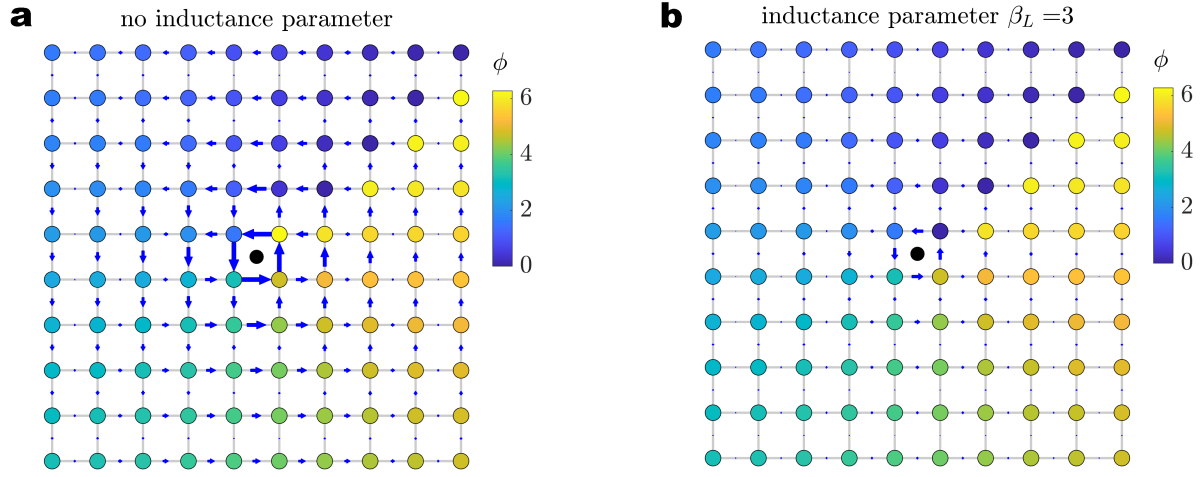 a
no inductance parameter
ϕ
6
4
2
0
b
inductance parameter β_L =3
ϕ
6
4
2
0